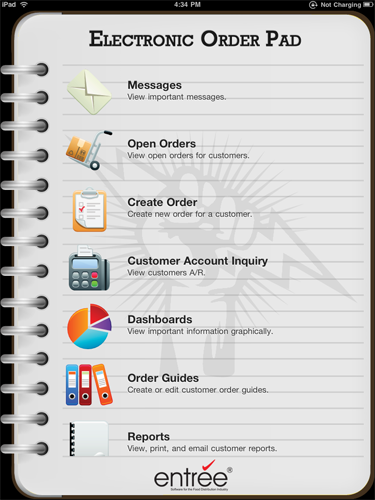 iPad 4:34 PM Not Charging
Electronic Order Pad
Messages
View important messages.
Open Orders
View open orders for customers.
Create Order
Create new order for a customer.
Customer Account Inquiry
View customers A/R.
Dashboards
View important information graphically.
Order Guides
Create or edit customer order guides.
Reports
View, print, and email customer reports.
entrée®
Software for the Food Distribution Industry